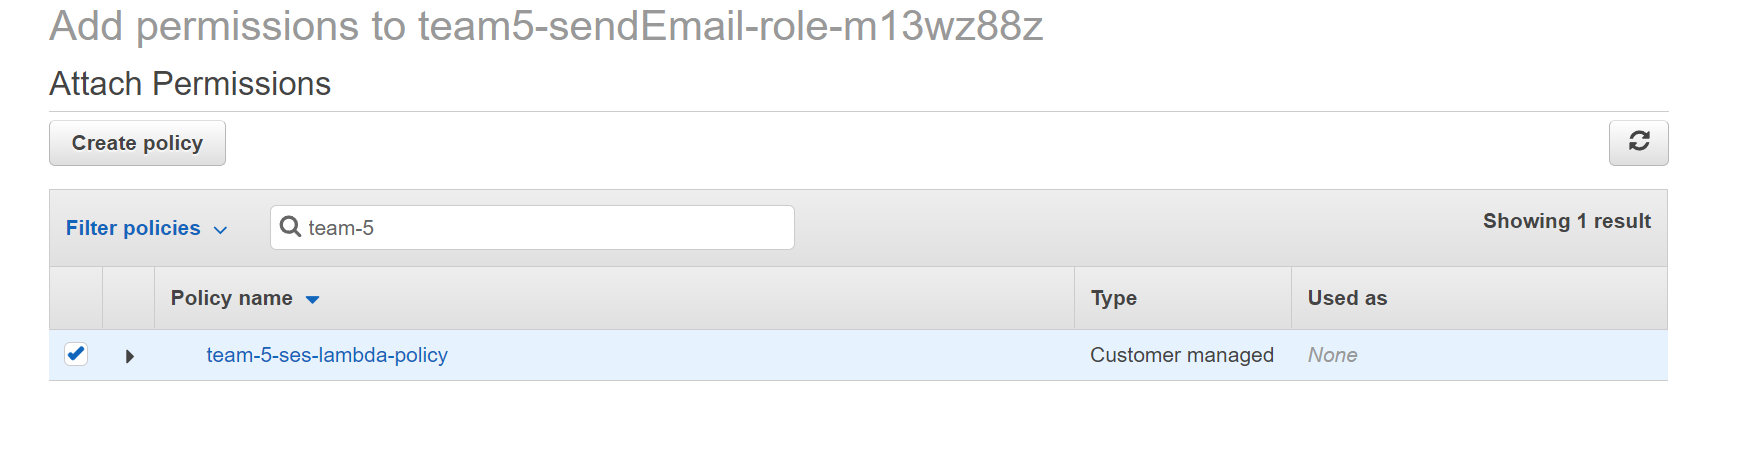 Add permissions to team5-sendEmail-role-m13wz88z
Attach Permissions
Create policy
Filter policies team-5 Showing 1 result
Policy name Type Used as
team-5-ses-lambda-policy Customer managed None